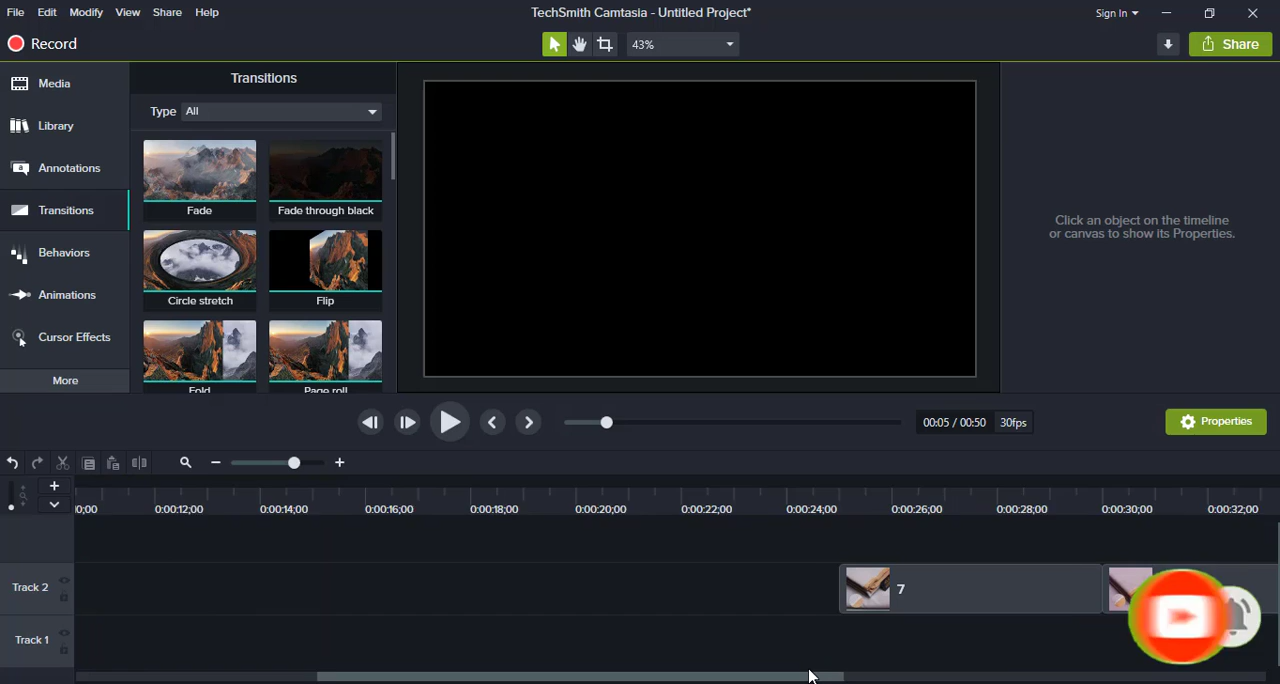 File Edit Modify View Share Help
TechSmith Camtasia - Untitled Project*
Sign In
Record
43%
Share
Media
Library
Annotations
Transitions
Behaviors
Animations
Cursor Effects
More
Transitions
Type All
Fade
Fade through black
Circle stretch
Flip
Fold
Page roll
Click an object on the timeline
or canvas to show its Properties.
00:05 / 00:50 30fps
Properties
0;00 0:00:12;00 0:00:14;00 0:00:16;00 0:00:18;00 0:00:20;00 0:00:22;00 0:00:24;00 0:00:26;00 0:00:28;00 0:00:30;00 0:00:32;00
Track 2
7
Track 1